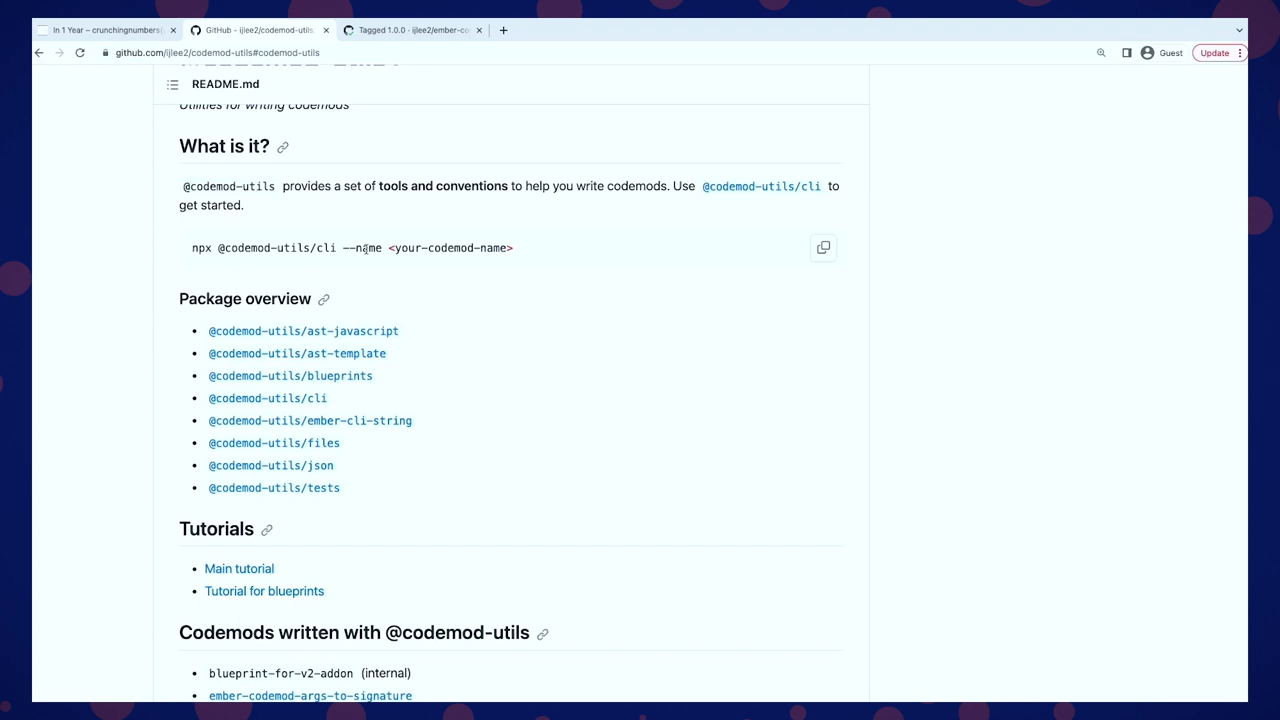 In 1 Year – crunchingnumbers(
GitHub - ijlee2/codemod-utils:
Tagged 1.0.0 - ijlee2/ember-co
github.com/ijlee2/codemod-utils#codemod-utils
Guest
Update
README.md
Utilities for writing codemods
What is it?
@codemod-utils provides a set of tools and conventions to help you write codemods. Use @codemod-utils/cli to
get started.
npx @codemod-utils/cli --name <your-codemod-name>
Package overview
@codemod-utils/ast-javascript
@codemod-utils/ast-template
@codemod-utils/blueprints
@codemod-utils/cli
@codemod-utils/ember-cli-string
@codemod-utils/files
@codemod-utils/json
@codemod-utils/tests
Tutorials
Main tutorial
Tutorial for blueprints
Codemods written with @codemod-utils
blueprint-for-v2-addon (internal)
ember-codemod-args-to-signature